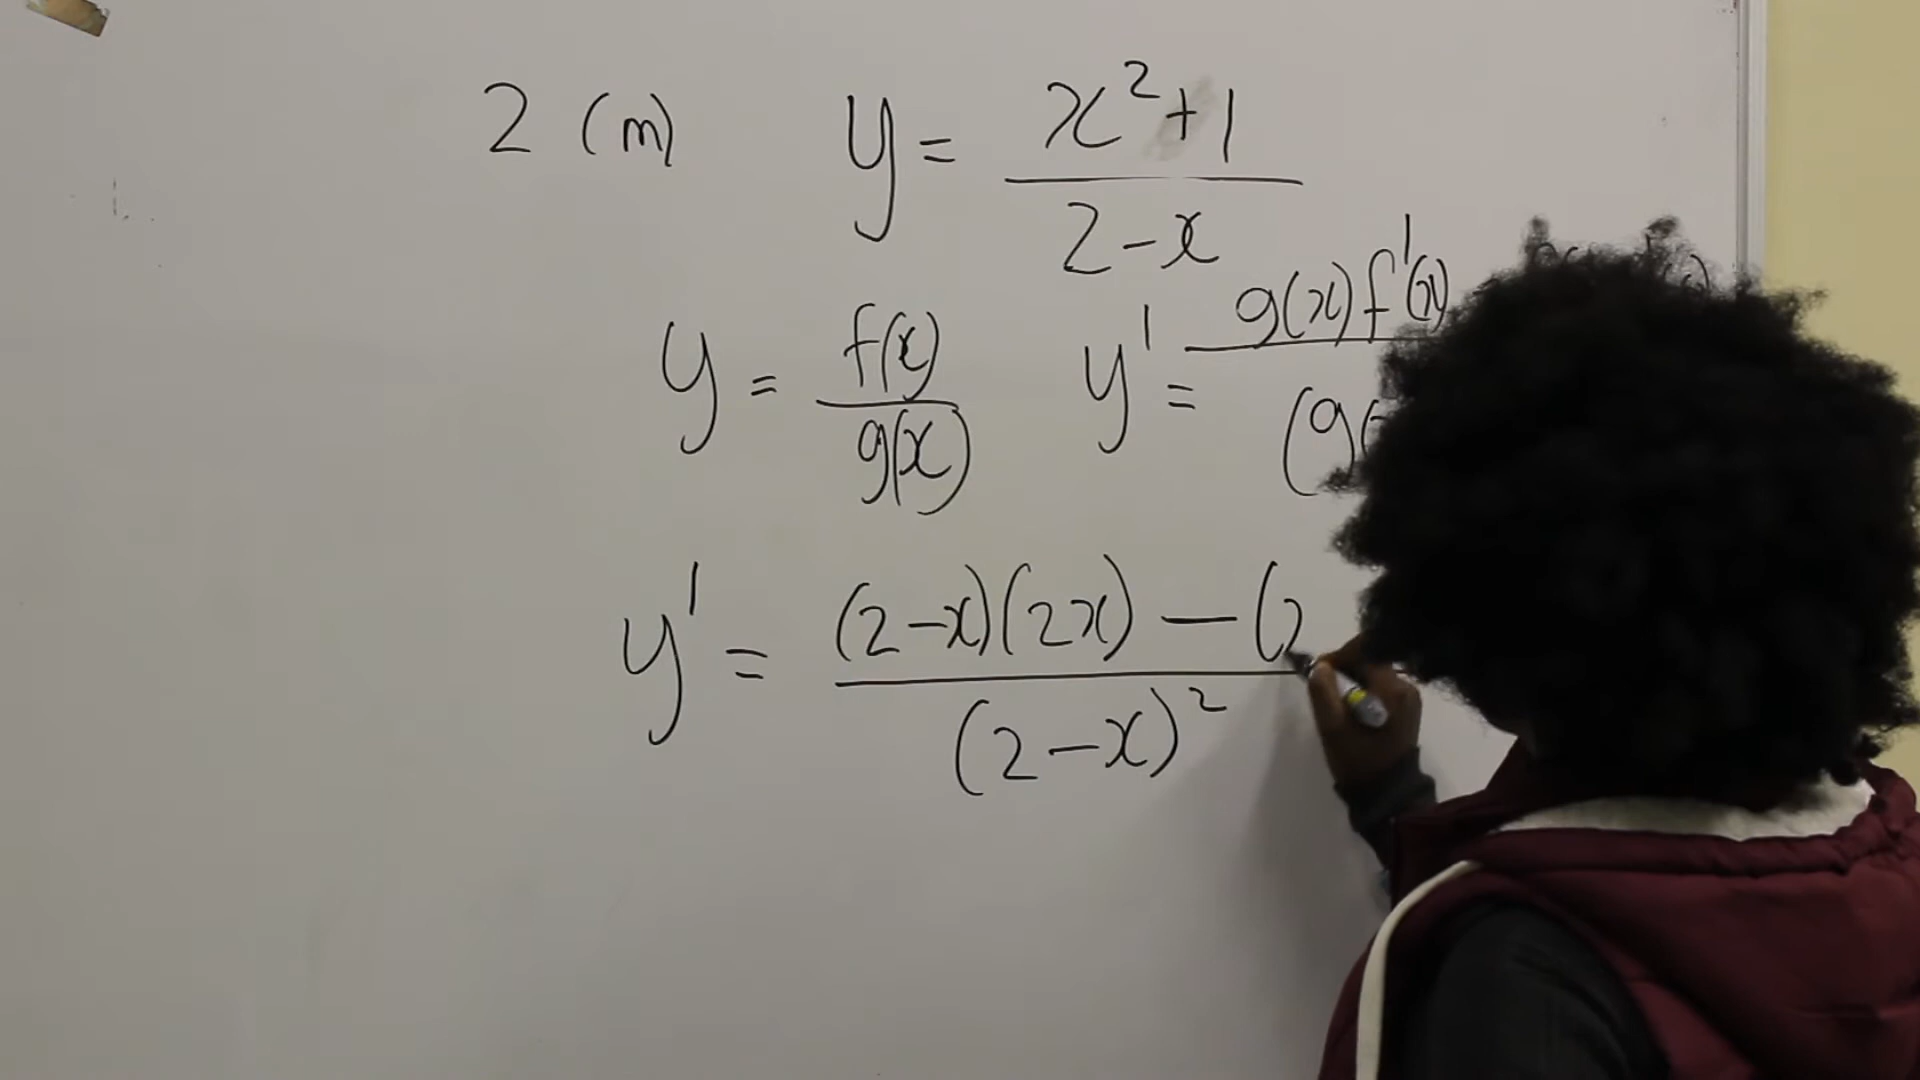 2 (m) y = x²+1
2-x
y = f(x) y' = g(x)f'(x)
g(x) (g(
y' = (2-x)(2x) - (
(2-x)²